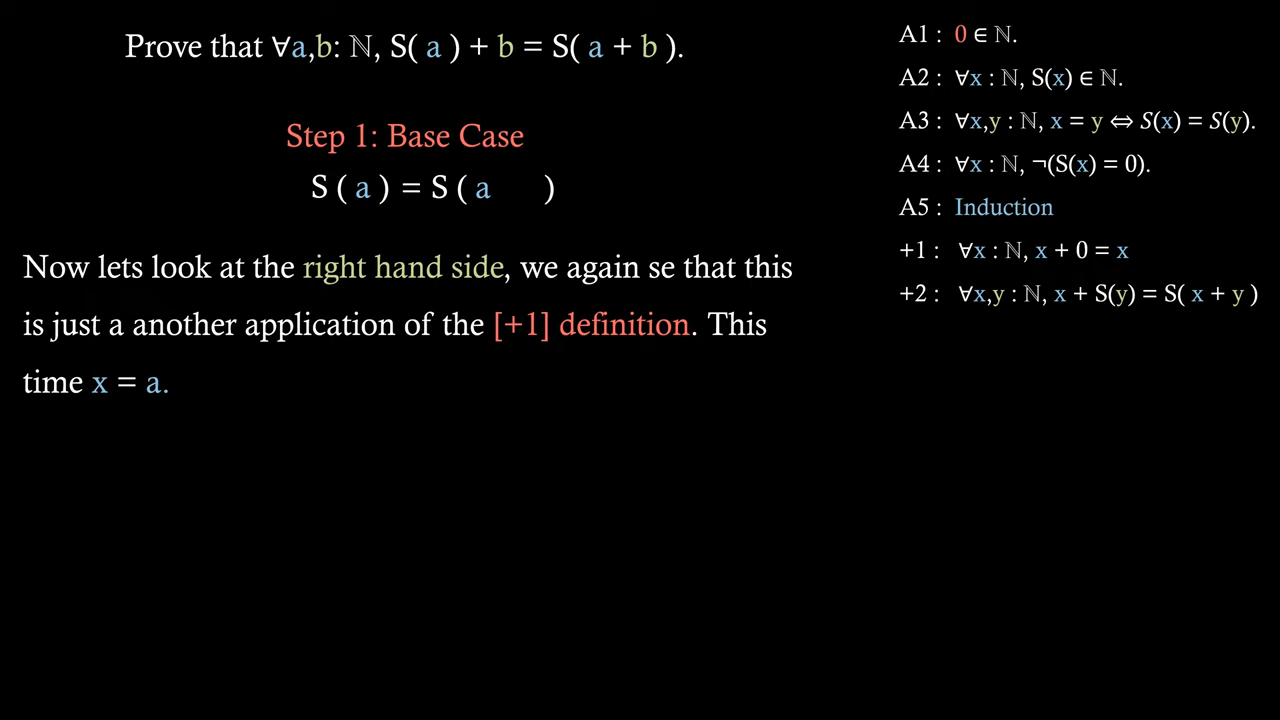 Prove that ∀a,b: ℕ, S( a ) + b = S( a + b ).
Step 1: Base Case
S ( a ) = S ( a )
Now lets look at the right hand side, we again se that this
is just a another application of the [+1] definition. This
time x = a.
A1 : 0 ∈ ℕ.
A2 : ∀x : ℕ, S(x) ∈ ℕ.
A3 : ∀x,y : ℕ, x = y ⇔ S(x) = S(y).
A4 : ∀x : ℕ, ¬(S(x) = 0).
A5 : Induction
+1 : ∀x : ℕ, x + 0 = x
+2 : ∀x,y : ℕ, x + S(y) = S( x + y )